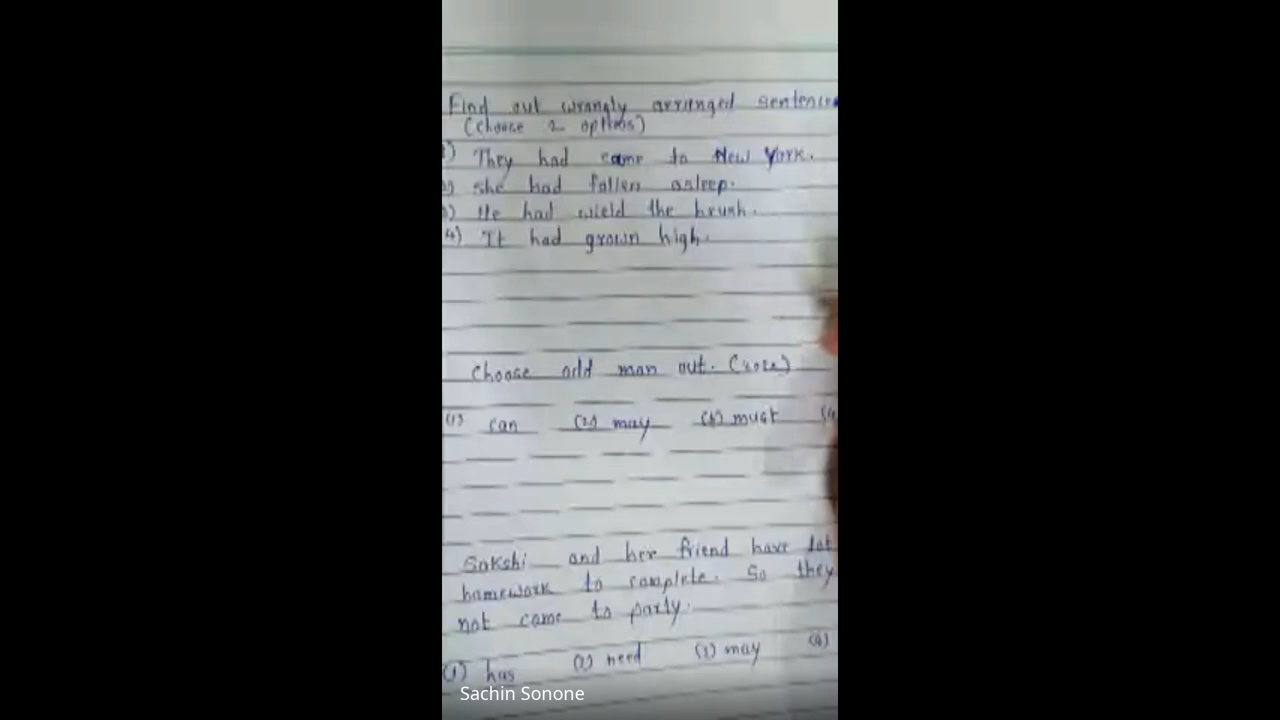 Find out wrongly arranged sentence
(choose 2 options)
) They had came to New York.
2) She had fallen asleep.
3) He had wield the brush.
4) It had grown high.
Choose odd man out.
(1) can (2) may (3) must (4
Sakshi and her friend have lot
homework to complete. So they
not come to party.
(1) has (2) need (3) may (4)
Sachin Sonone